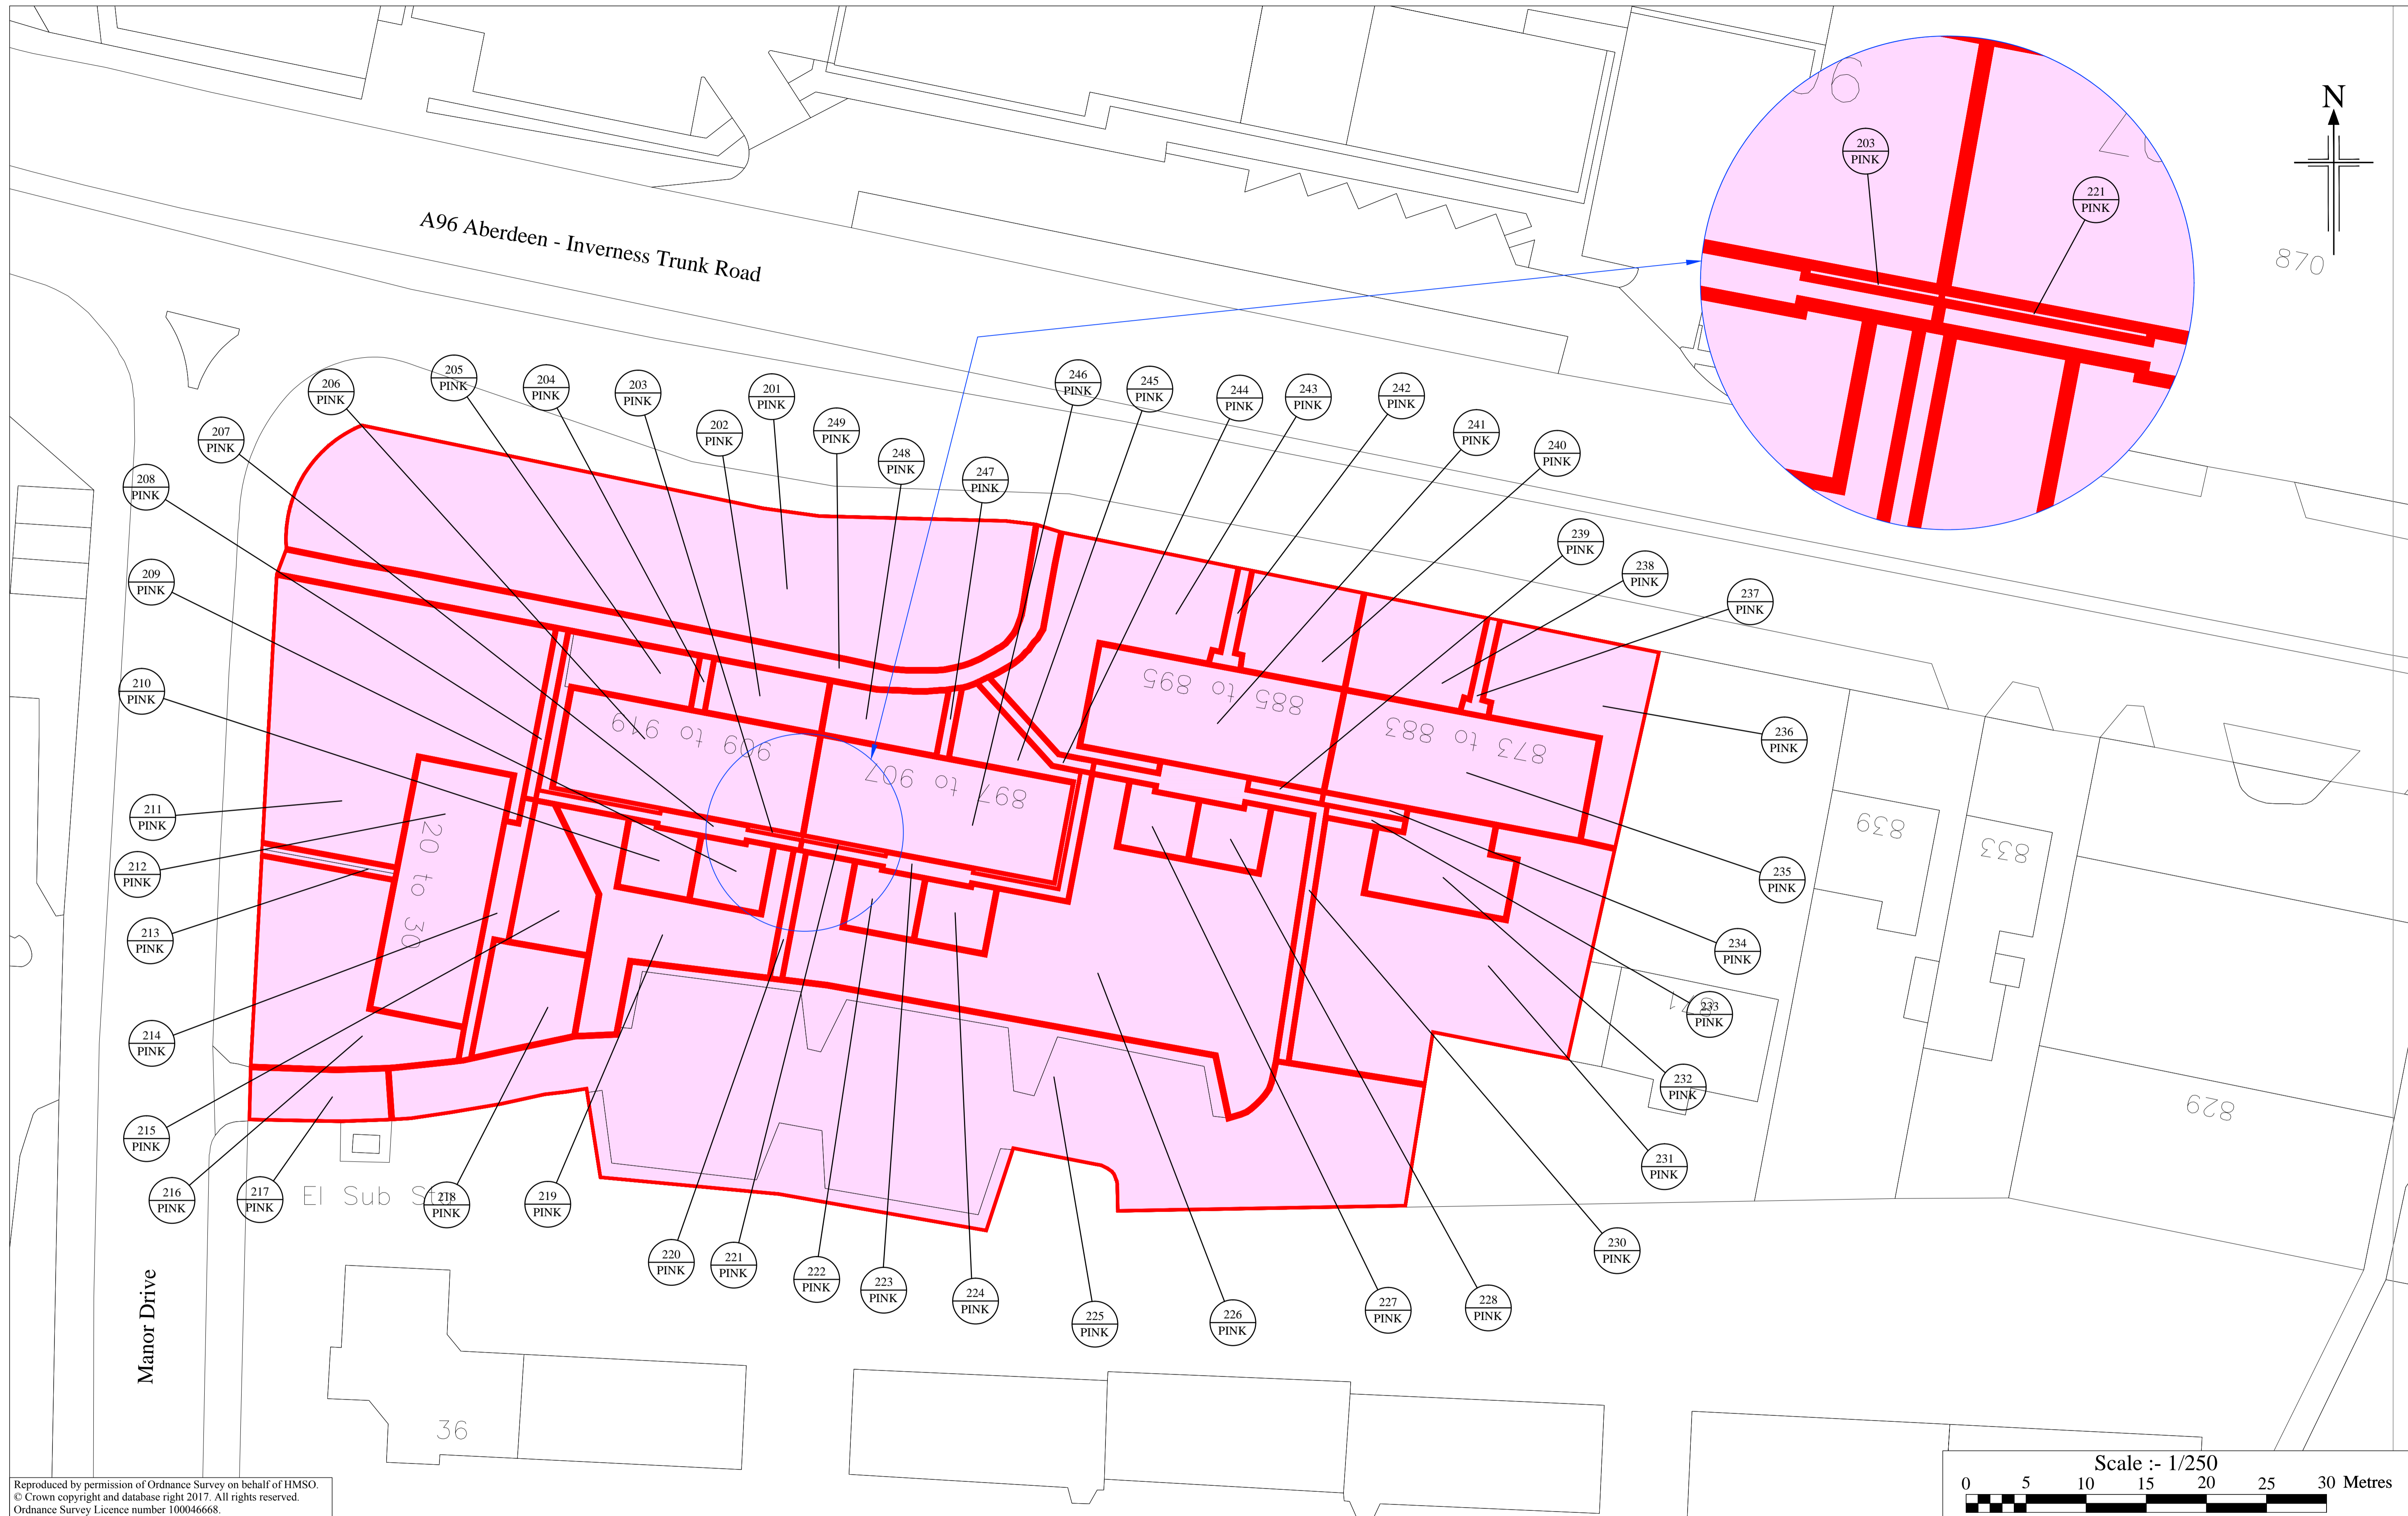 N
203
PINK
221
PINK
870
A96 Aberdeen - Inverness Trunk Road
205
PINK
204
PINK
203
PINK
201
PINK
206
PINK
207
PINK
202
PINK
249
PINK
248
PINK
247
PINK
246
PINK
245
PINK
244
PINK
243
PINK
242
PINK
241
PINK
240
PINK
239
PINK
238
PINK
237
PINK
236
PINK
208
PINK
209
PINK
210
PINK
211
PINK
212
PINK
213
PINK
214
PINK
215
PINK
216
PINK
217
PINK
218
PINK
219
PINK
220
PINK
221
PINK
222
PINK
223
PINK
224
PINK
225
PINK
226
PINK
227
PINK
228
PINK
230
PINK
231
PINK
232
PINK
233
PINK
234
PINK
235
PINK
909 to 919
897 to 907
885 to 895
873 to 883
20 to 30
839
833
829
El Sub Sta
36
Manor Drive
Reproduced by permission of Ordnance Survey on behalf of HMSO.
© Crown copyright and database right 2017. All rights reserved.
Ordnance Survey Licence number 100046668.
Scale :- 1/250
0 5 10 15 20 25 30 Metres